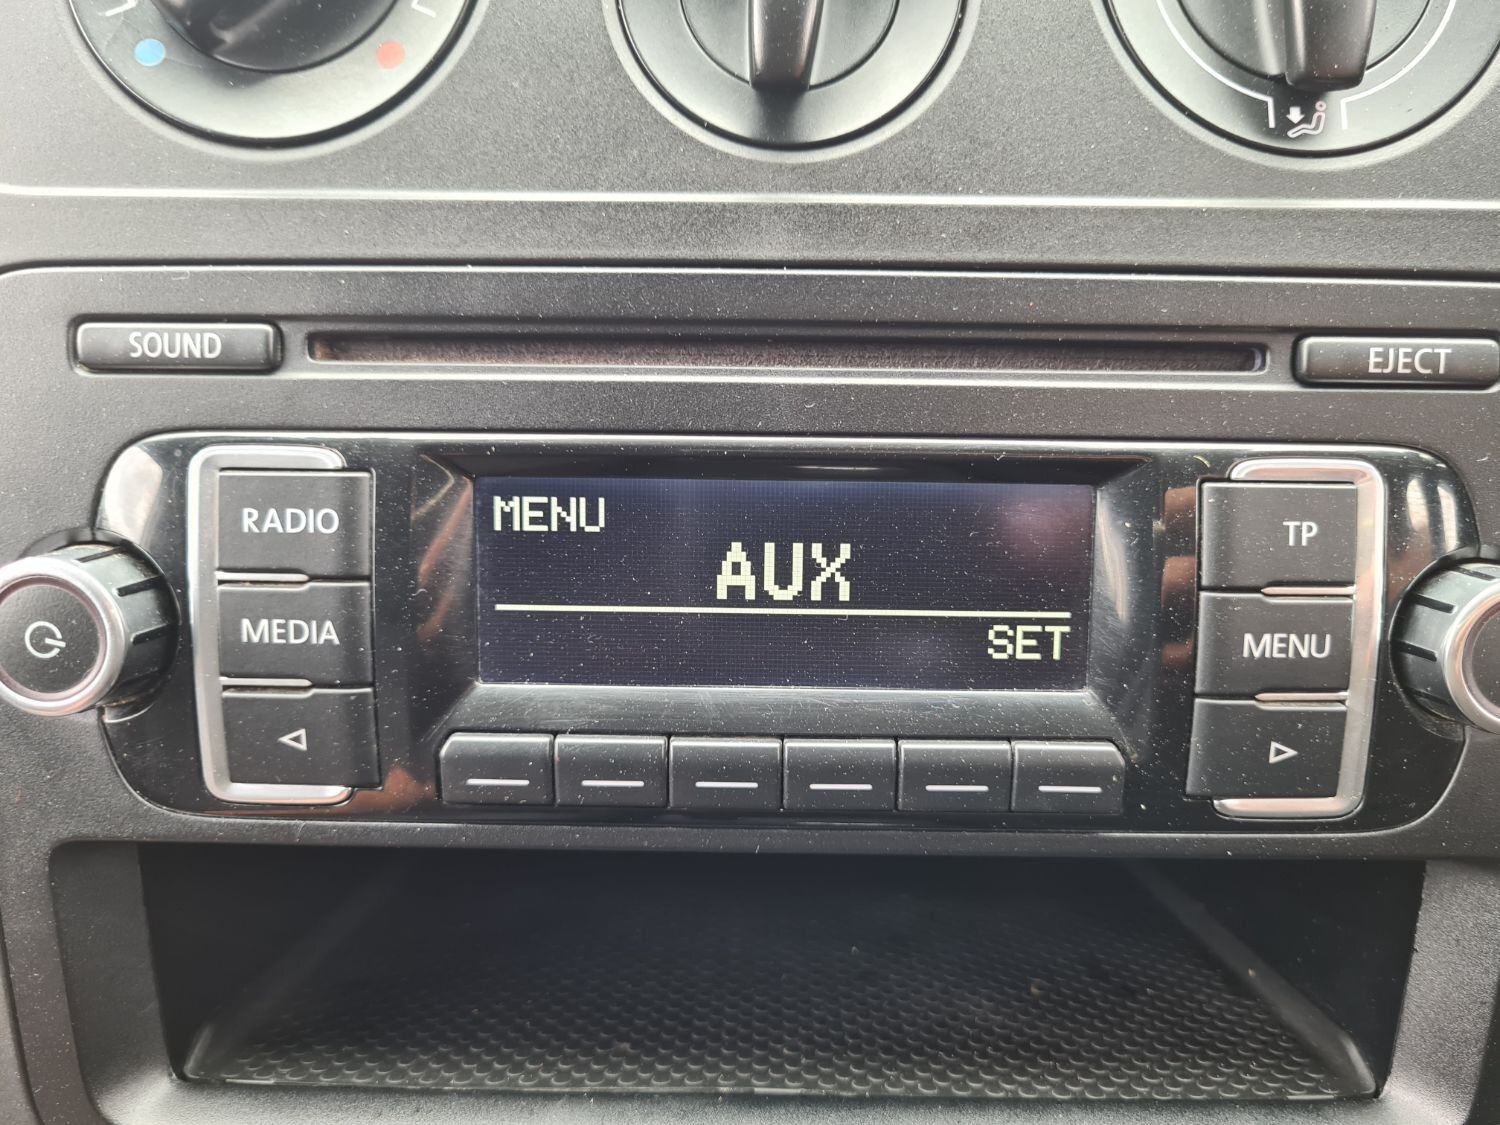 SOUND
EJECT
RADIO
MENU
TP
AUX
MEDIA
SET
MENU